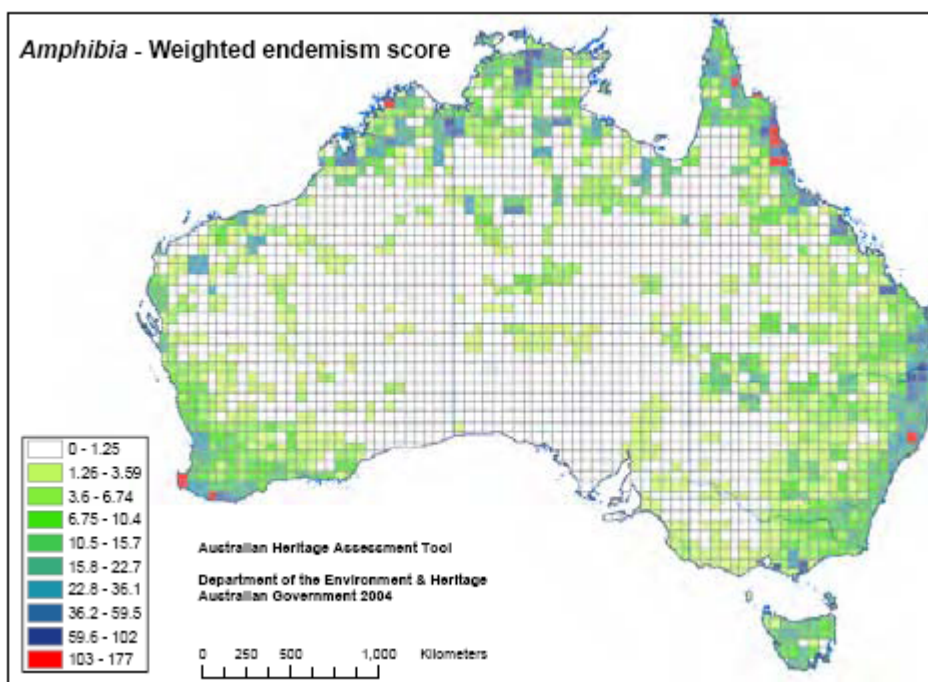 Amphibia - Weighted endemism score
0 - 1.25
1.26 - 3.59
3.6 - 6.74
6.75 - 10.4
10.5 - 15.7
15.8 - 22.7
22.8 - 36.1
36.2 - 59.5
59.6 - 102
103 - 177
Australian Heritage Assessment Tool
Department of the Environment & Heritage
Australian Government 2004
0 250 500 1,000 Kilometers